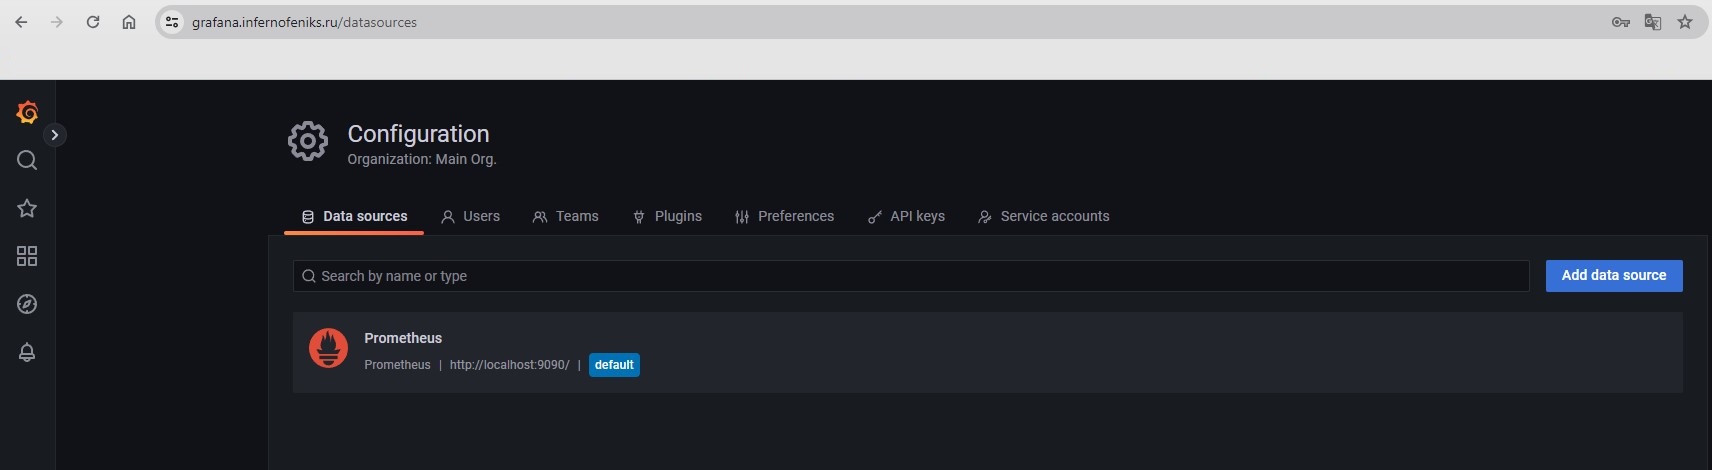 grafana.infernofeniks.ru/datasources
Configuration
Organization: Main Org.
Data sources Users Teams Plugins Preferences API keys Service accounts
Search by name or type Add data source
Prometheus
Prometheus | http://localhost:9090/ | default